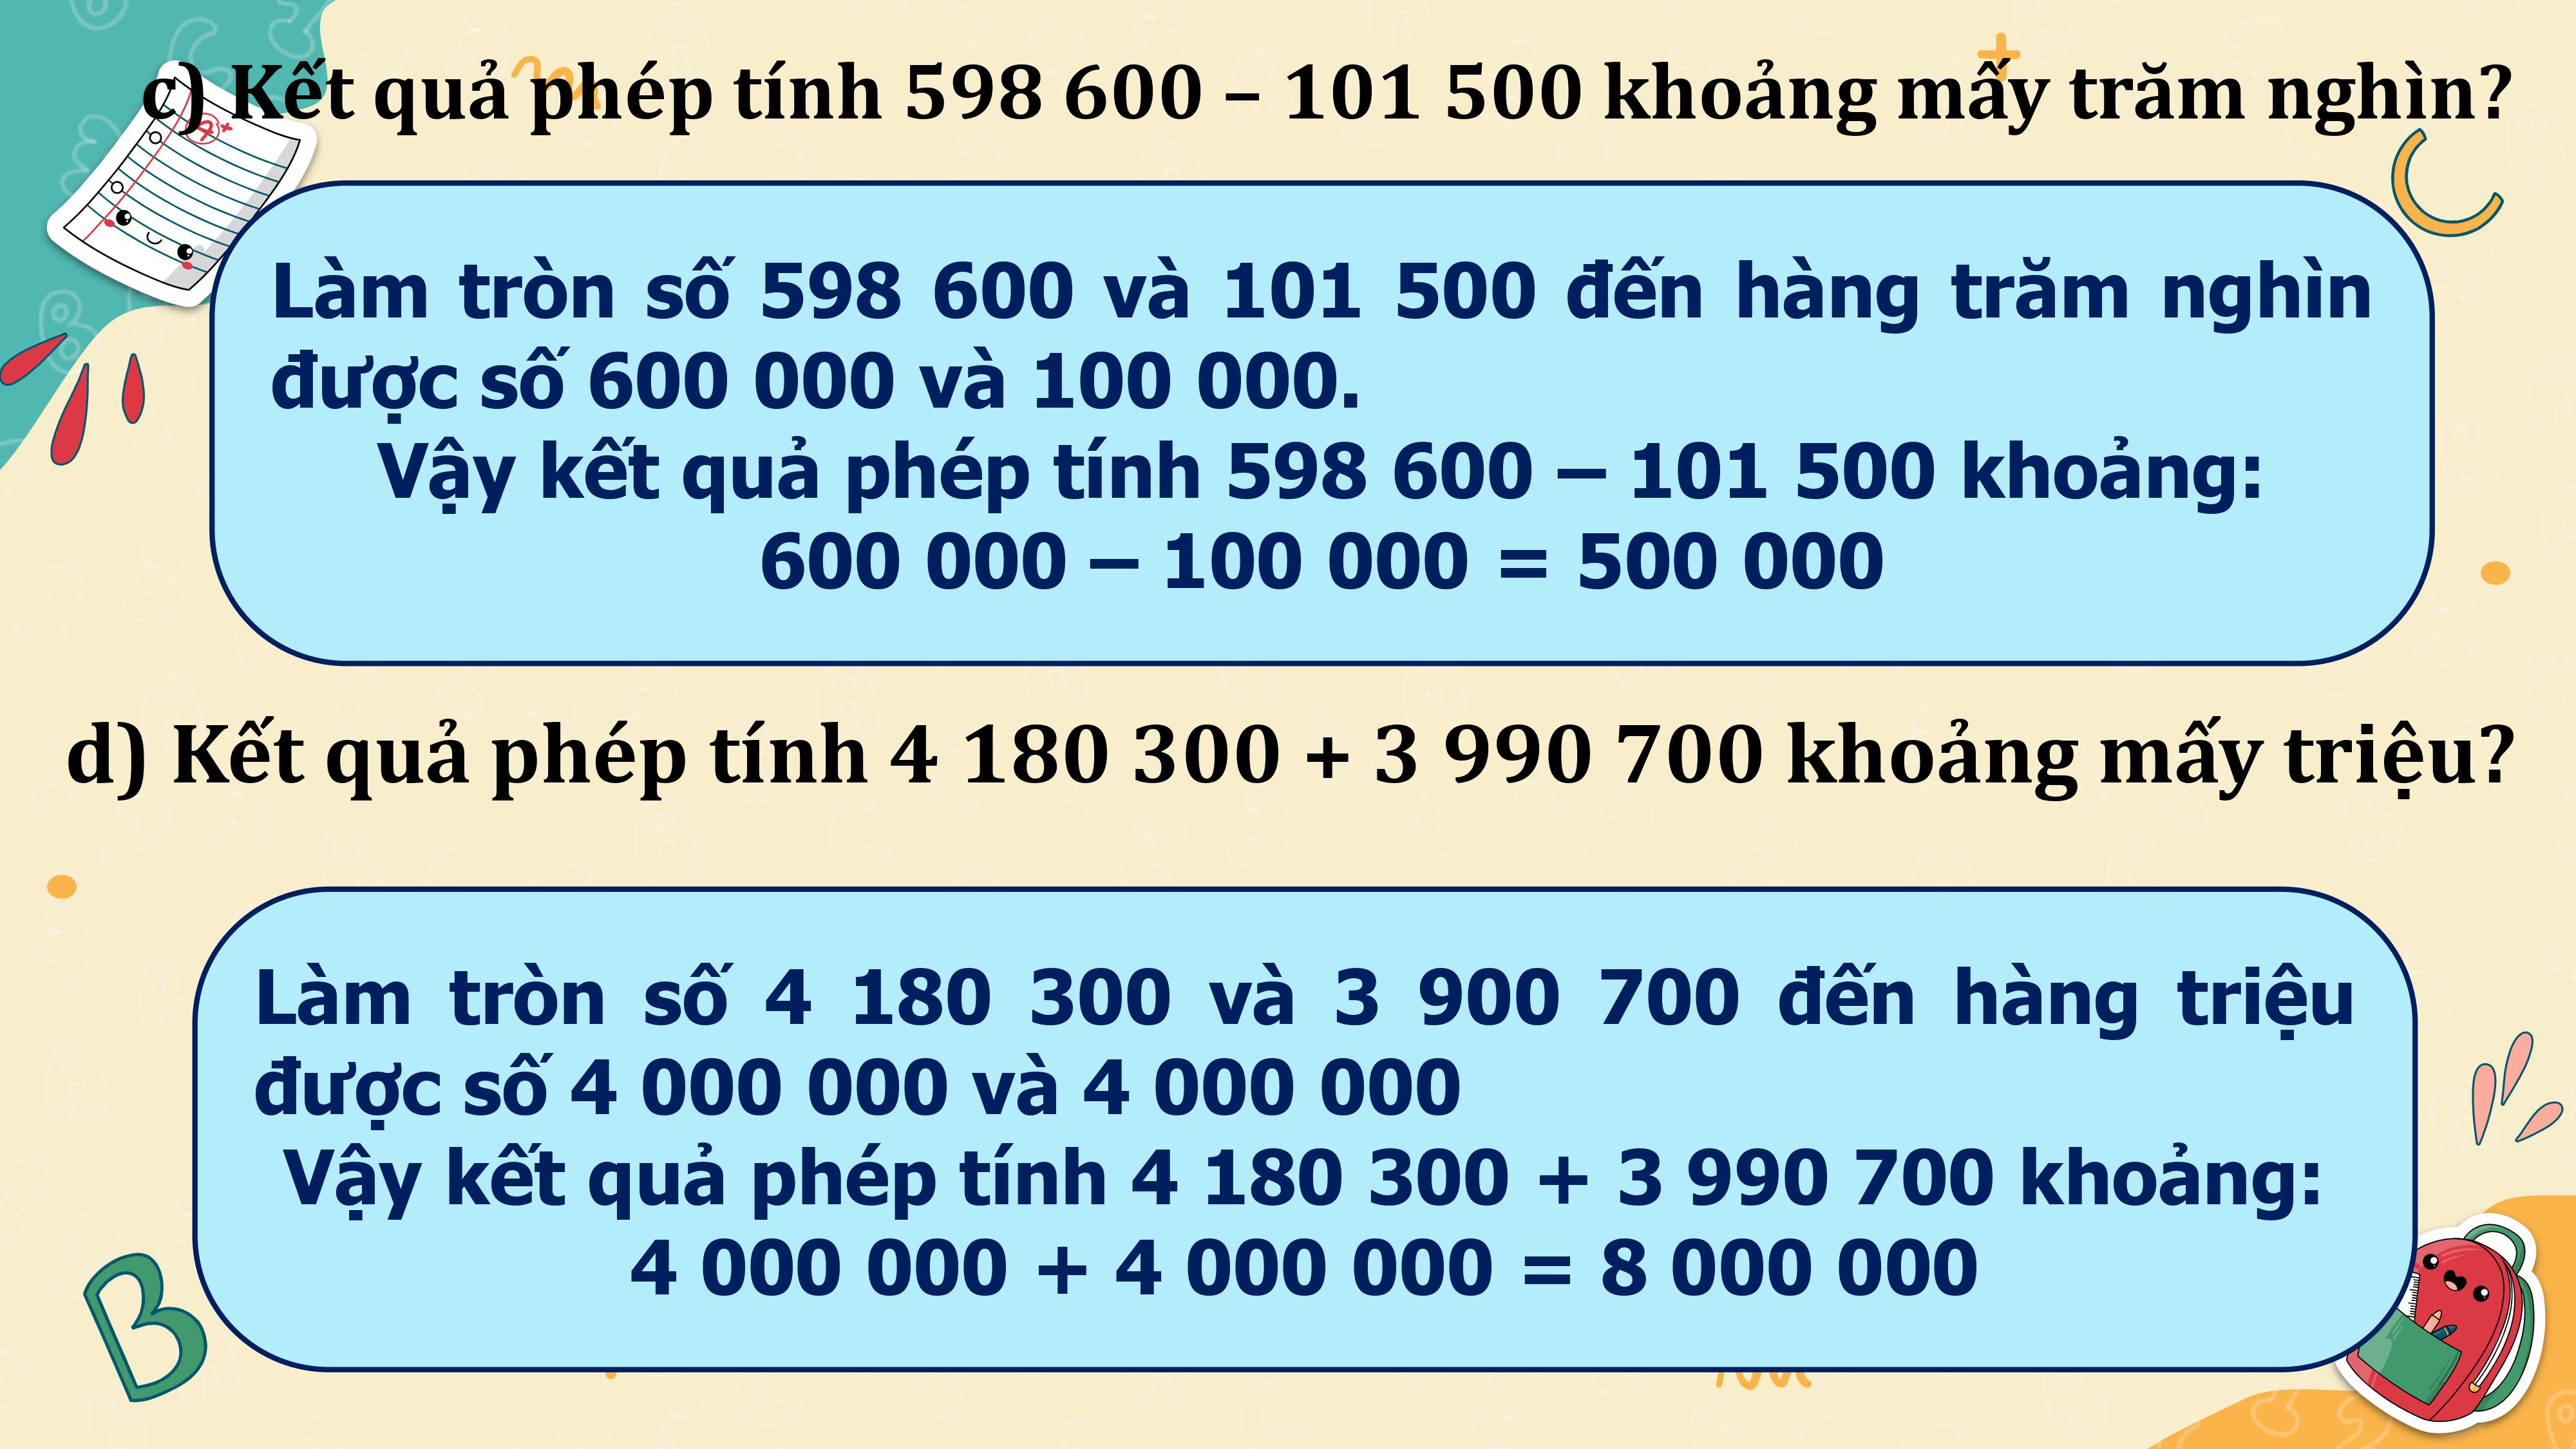 c) Kết quả phép tính 598 600 – 101 500 khoảng mấy trăm nghìn?
Làm tròn số 598 600 và 101 500 đến hàng trăm nghìn
được số 600 000 và 100 000.
Vậy kết quả phép tính 598 600 – 101 500 khoảng:
600 000 – 100 000 = 500 000
d) Kết quả phép tính 4 180 300 + 3 990 700 khoảng mấy triệu?
Làm tròn số 4 180 300 và 3 900 700 đến hàng triệu
được số 4 000 000 và 4 000 000
Vậy kết quả phép tính 4 180 300 + 3 990 700 khoảng:
4 000 000 + 4 000 000 = 8 000 000